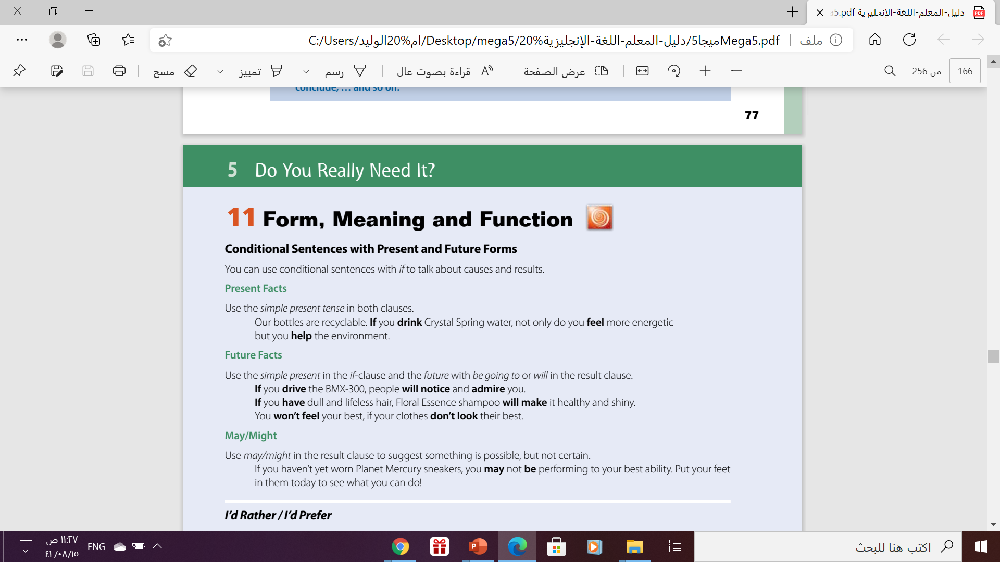 دليل-المعلم-اللغة-الإنجليزية a5.pdf
ملف
C:/Users/ام%20الوليد/Desktop/mega5/دليل-المعلم-اللغة-الإنجليزية%20ميجا5Mega5.pdf
166
من 256
عرض الصفحة
قراءة بصوت عالٍ
رسم
تمييز
مسح
conclude, … and so on.
77
5 Do You Really Need It?
11 Form, Meaning and Function
Conditional Sentences with Present and Future Forms
You can use conditional sentences with if to talk about causes and results.
Present Facts
Use the simple present tense in both clauses.
Our bottles are recyclable. If you drink Crystal Spring water, not only do you feel more energetic
but you help the environment.
Future Facts
Use the simple present in the if-clause and the future with be going to or will in the result clause.
If you drive the BMX-300, people will notice and admire you.
If you have dull and lifeless hair, Floral Essence shampoo will make it healthy and shiny.
You won't feel your best, if your clothes don't look their best.
May/Might
Use may/might in the result clause to suggest something is possible, but not certain.
If you haven't yet worn Planet Mercury sneakers, you may not be performing to your best ability. Put your feet
in them today to see what you can do!
I'd Rather / I'd Prefer
اكتب هنا للبحث
ENG
١١:٢٧ ص
٤٢/٠٨/١٥